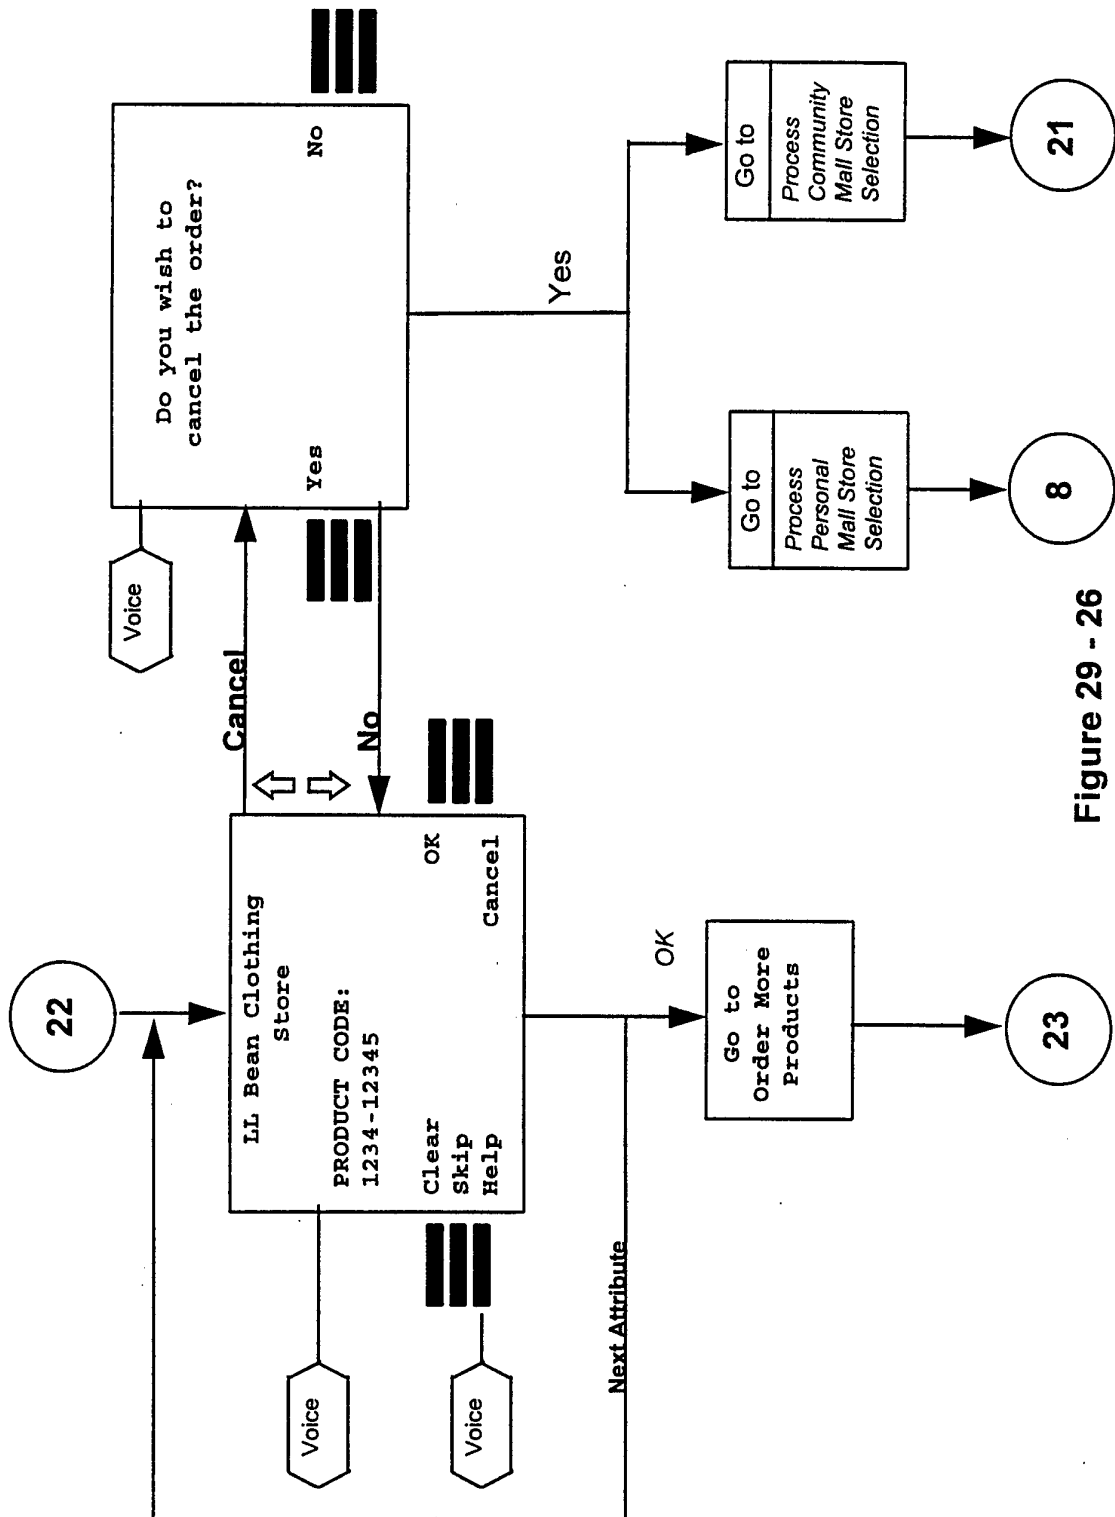 22
LL Bean Clothing
Store
PRODUCT CODE:
1234-12345
Clear
OK
Skip
Help
Cancel
Voice
Voice
Cancel
No
Voice
Do you wish to
cancel the order?
Yes
No
Next Attribute
OK
Yes
Go to
Order More
Products
23
Go to
Process
Personal
Mall Store
Selection
8
Go to
Process
Community
Mall Store
Selection
21
Figure 29 - 26